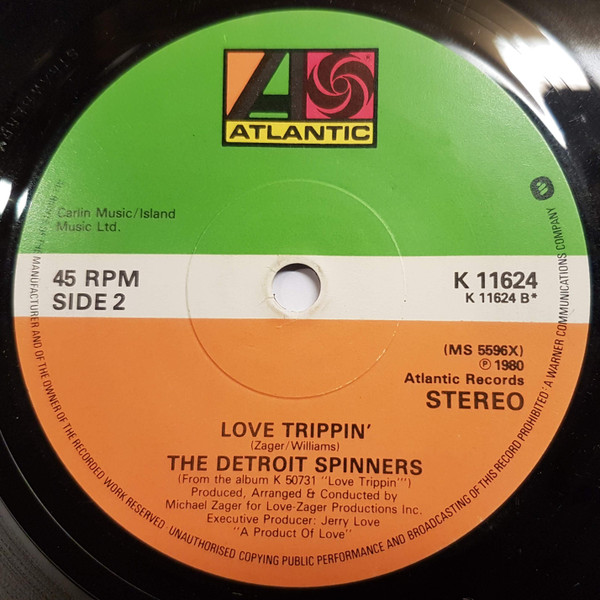 ATLANTIC
Carlin Music/Island
Music Ltd.
45 RPM
SIDE 2
K 11624
K 11624 B*
(MS 5596X)
℗ 1980
Atlantic Records
STEREO
LOVE TRIPPIN'
(Zager/Williams)
THE DETROIT SPINNERS
(From the album K 50731 "Love Trippin'")
Produced, Arranged & Conducted by
Michael Zager for Love-Zager Productions Inc.
Executive Producer: Jerry Love
"A Product Of Love"
MANUFACTURER AND OF THE OWNER OF THE RECORDED WORK RESERVED UNAUTHORISED COPYING PUBLIC PERFORMANCE AND BROADCASTING OF THIS RECORD PROHIBITED · A WARNER COMMUNICATIONS COMPANY